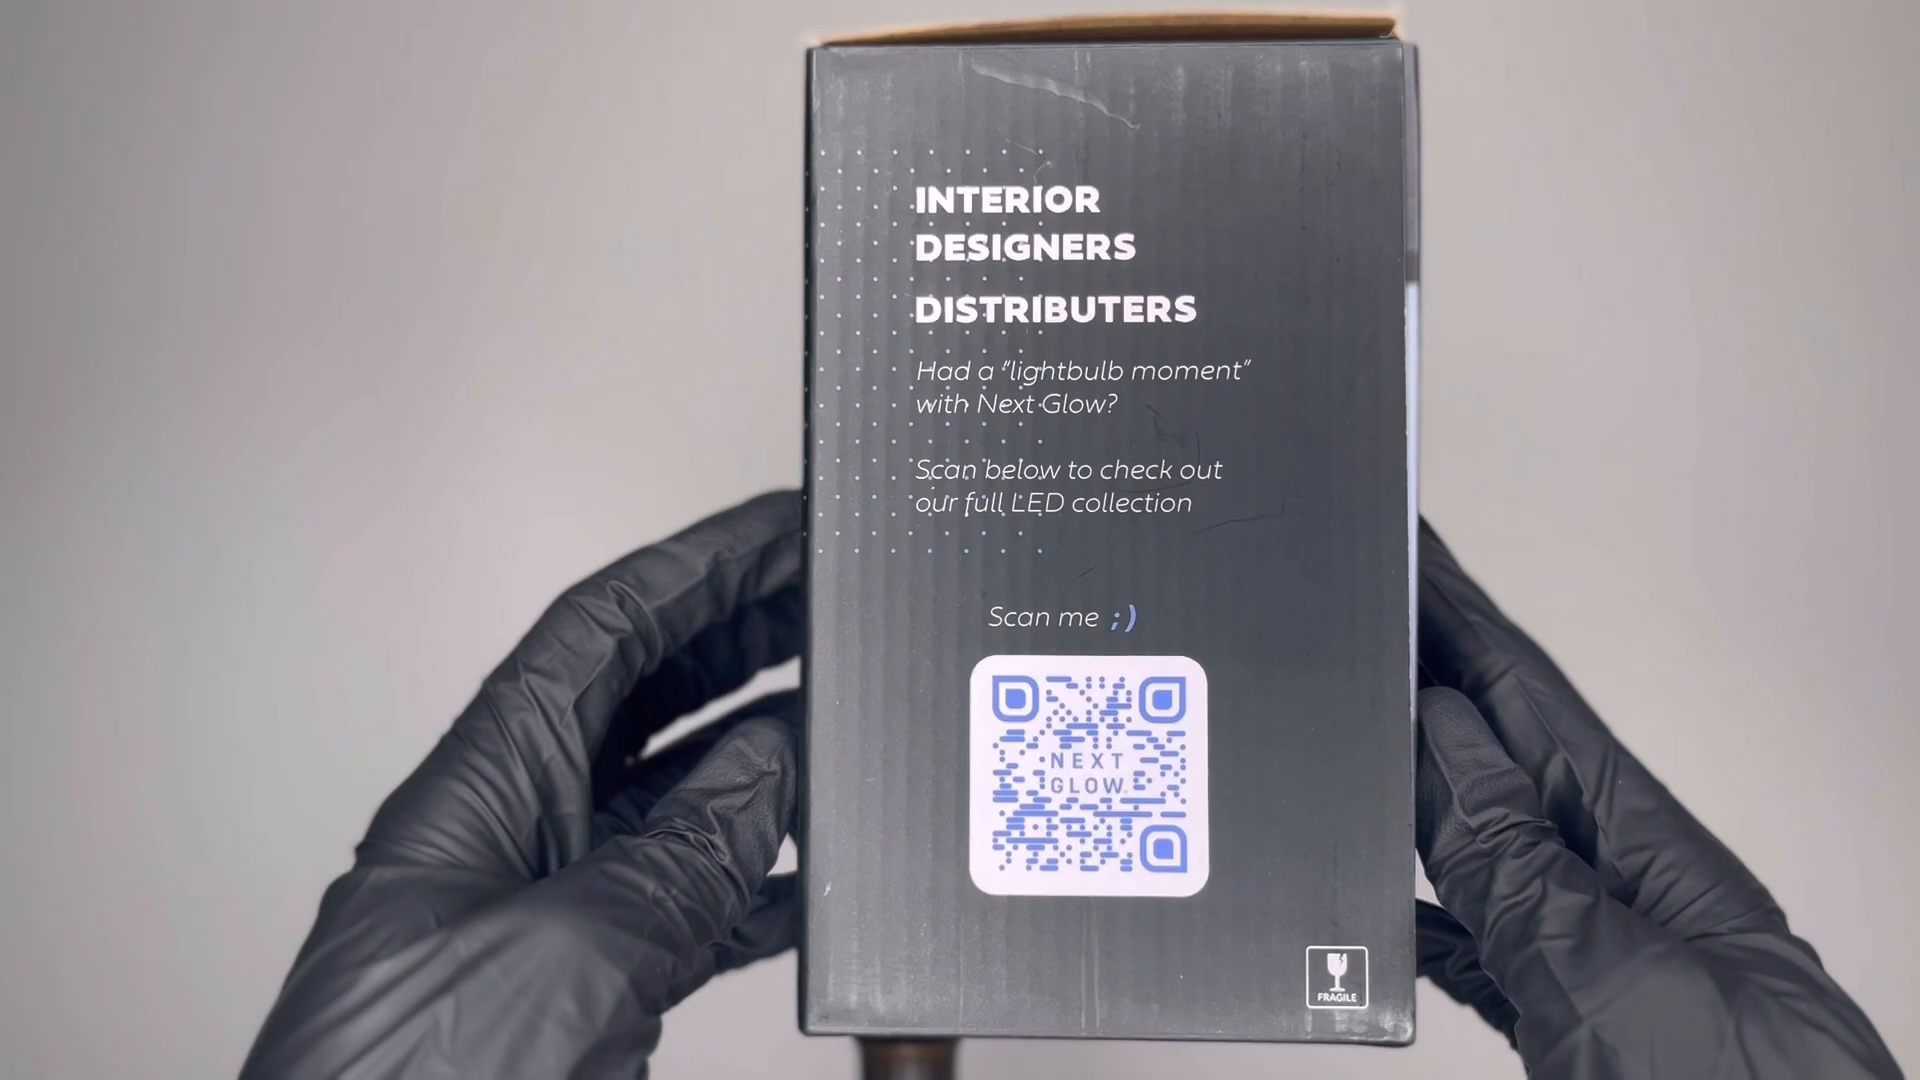 INTERIOR
DESIGNERS
DISTRIBUTERS
Had a “lightbulb moment”
with Next Glow?
Scan below to check out
our full LED collection
Scan me ;)
NEXT
GLOW
FRAGILE